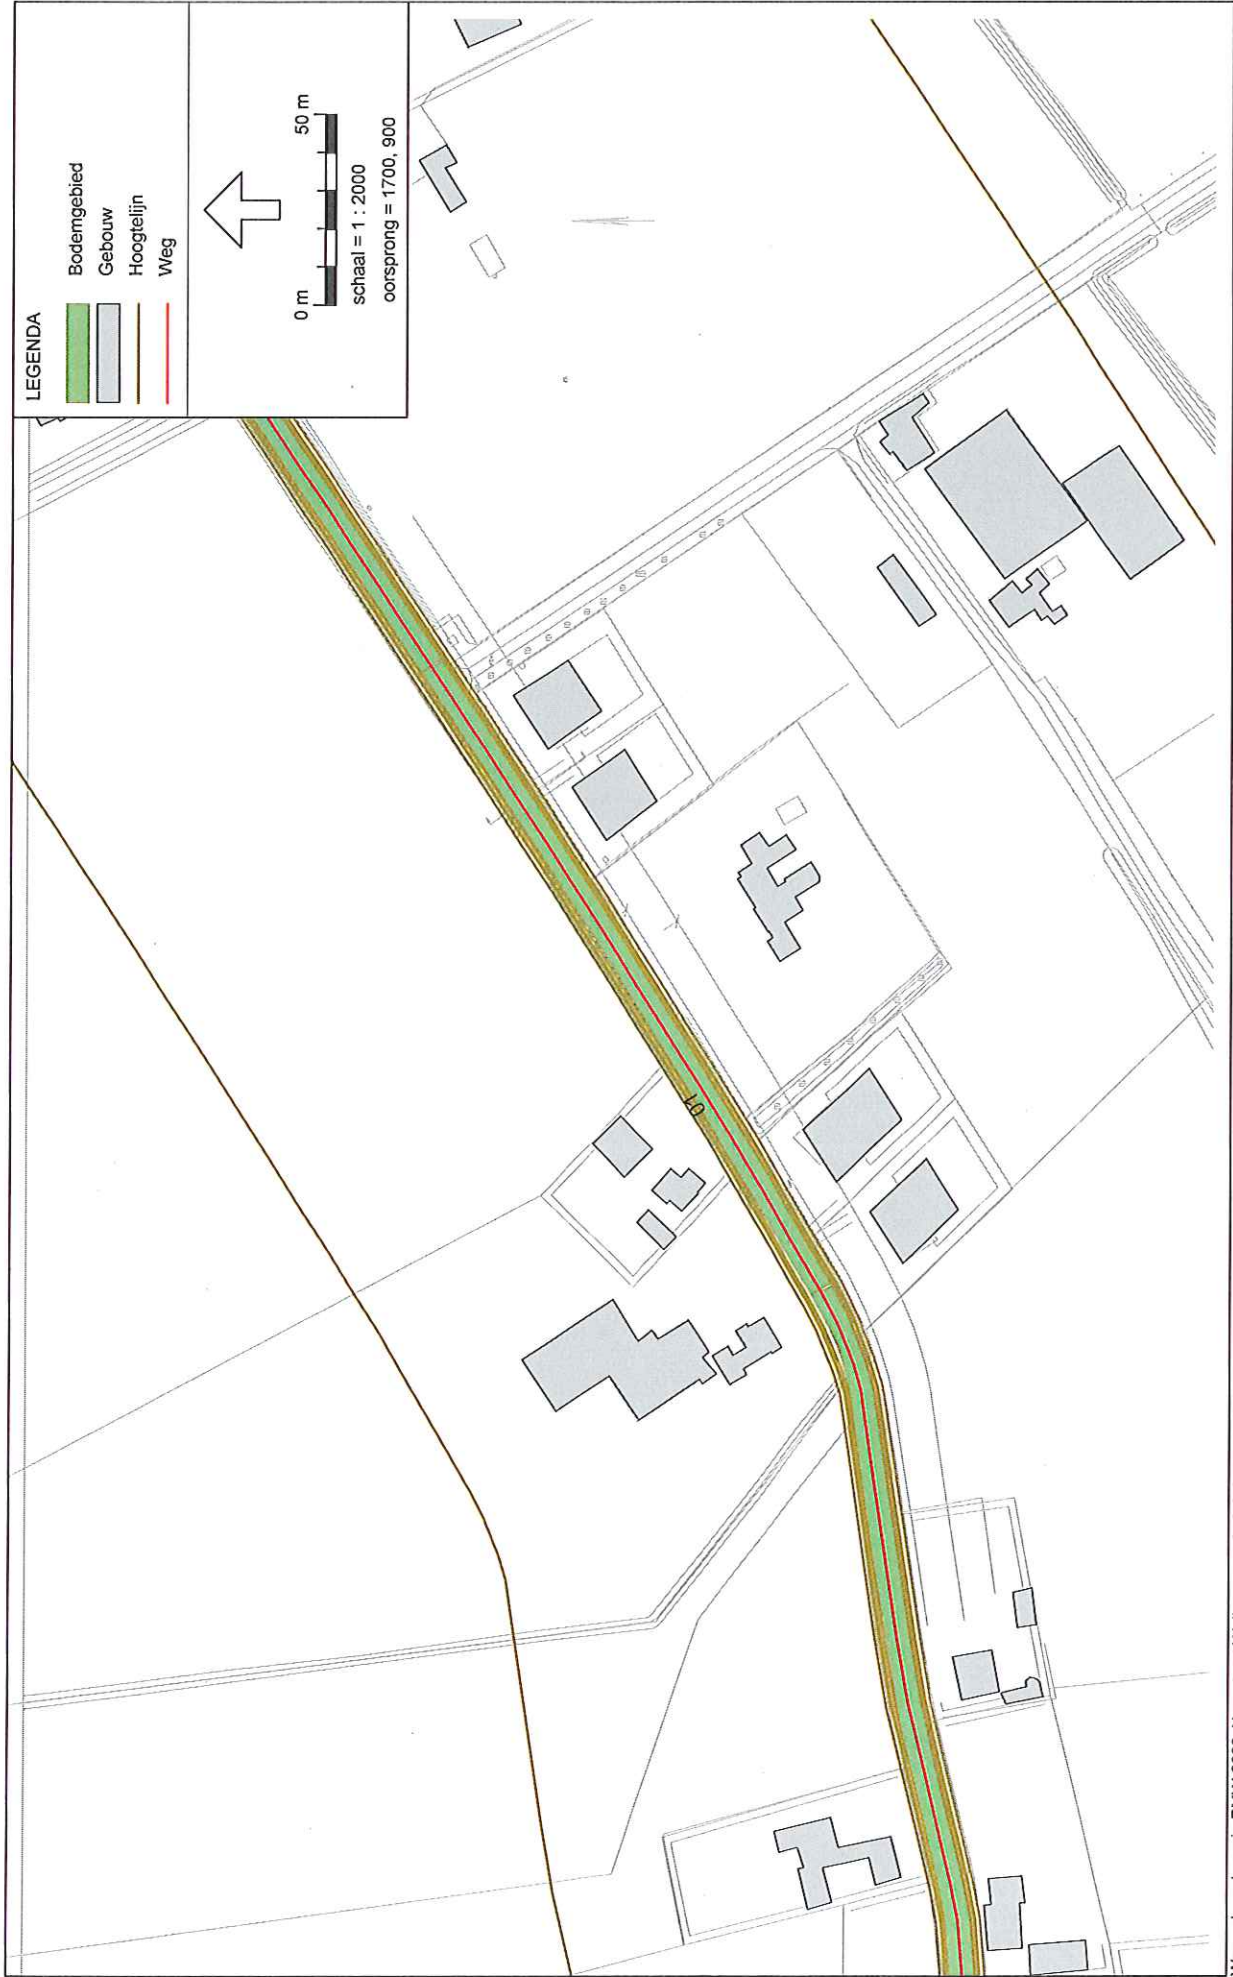 LEGENDA
Bodemgebied
Gebouw
Hoogtelijn
Weg
0 m
50 m
schaal = 1 : 2000
oorsprong = 1700, 900
01